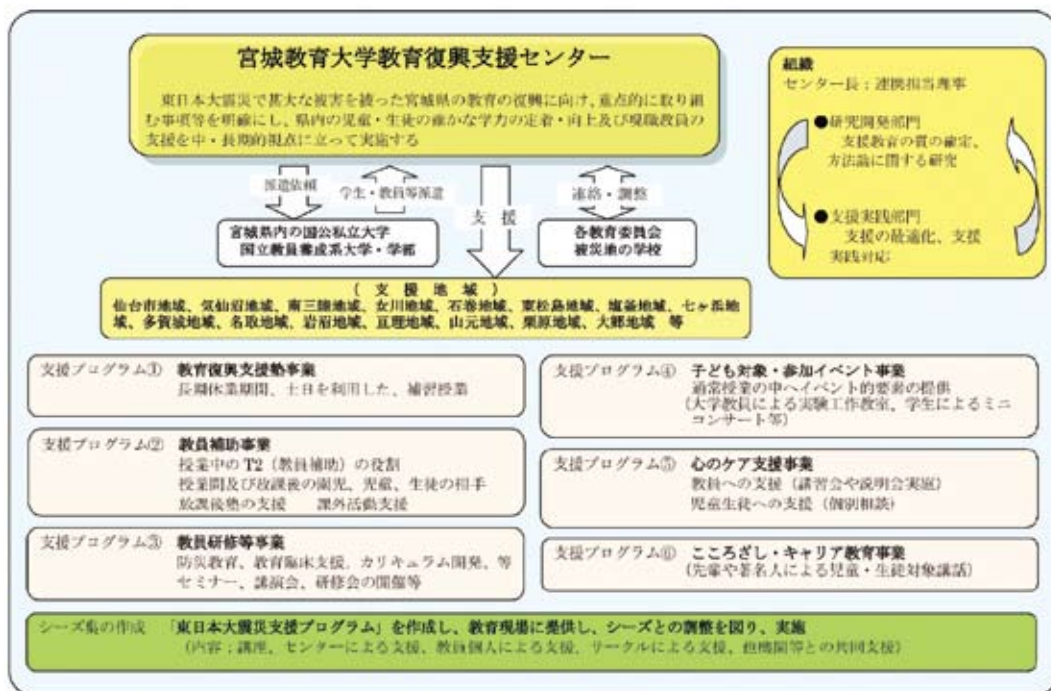 宮城教育大学教育復興支援センター
東日本大震災で甚大な被害を被った宮城県の教育の復興に向け、重点的に取り組
む事項等を明確にし、県内の児童・生徒の確かな学力の定着・向上及び現職教員の
支援を中・長期的視点に立って実施する
組織
センター長：連携担当理事
●研究開発部門
支援教育の質の確定、
方法論に関する研究
●支援実践部門
支援の最適化、支援
実践対応
派遣依頼
学生・教員等派遣
支援
連絡・調整
宮城県内の国公私立大学
国立教員養成系大学・学部
各教育委員会
被災地の学校
（支援地域）
仙台市地域、気仙沼地域、南三陸地域、女川地域、石巻地域、東松島地域、塩釜地域、七ヶ浜地
域、多賀城地域、名取地域、岩沼地域、亘理地域、山元地域、栗原地域、大郷地域 等
支援プログラム① 教育復興支援塾事業
長期休業期間、土日を利用した、補習授業
支援プログラム② 教員補助事業
授業中のT2（教員補助）の役割
授業間及び放課後の園児、児童、生徒の相手
放課後塾の支援 課外活動支援
支援プログラム③ 教員研修等事業
防災教育、教育臨床支援、カリキュラム開発、等
セミナー、講演会、研修会の開催等
支援プログラム④ 子ども対象・参加イベント事業
通常授業の中へイベント的要素の提供
（大学教員による実験工作教室、学生によるミニ
コンサート等）
支援プログラム⑤ 心のケア支援事業
教員への支援（講習会や説明会実施）
児童生徒への支援（個別相談）
支援プログラム⑥ こころざし・キャリア教育事業
（先輩や著名人による児童・生徒対象講話）
シーズ集の作成 「東日本大震災支援プログラム」を作成し、教育現場に提供し、シーズとの調整を図り、実施
（内容：講座、センターによる支援、教員個人による支援、サークルによる支援、他機関等との共同支援）